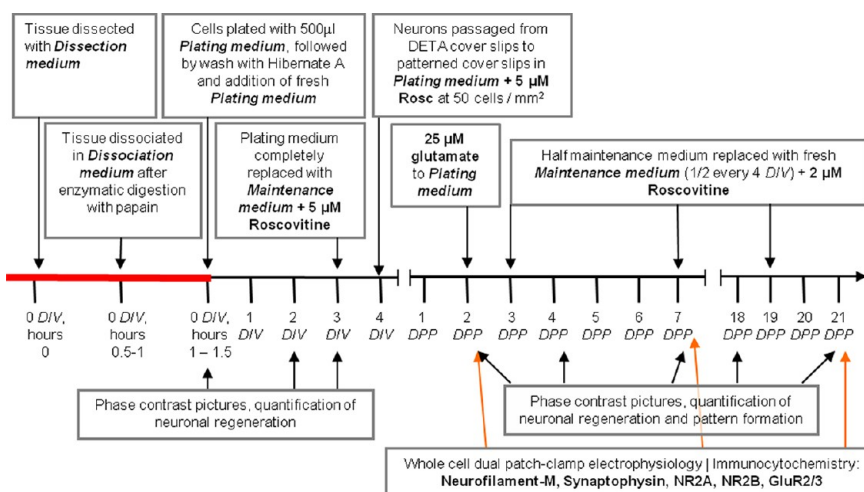 Tissue dissected
with Dissection
medium
Cells plated with 500µl
Plating medium, followed
by wash with Hibernate A
and addition of fresh
Plating medium
Neurons passaged from
DETA cover slips to
patterned cover slips in
Plating medium + 5 µM
Rosc at 50 cells / mm²
Tissue dissociated
in Dissociation
medium after
enzymatic digestion
with papain
Plating medium
completely
replaced with
Maintenance
medium + 5 µM
Roscovitine
25 µM
glutamate
to Plating
medium
Half maintenance medium replaced with fresh
Maintenance medium (1/2 every 4 DIV) + 2 µM
Roscovitine
0 DIV,
hours
0
0 DIV,
hours
0.5-1
0 DIV,
hours
1 – 1.5
1
DIV
2
DIV
3
DIV
4
DIV
1
DPP
2
DPP
3
DPP
4
DPP
5
DPP
6
DPP
7
DPP
18
DPP
19
DPP
20
DPP
21
DPP
Phase contrast pictures, quantification of
neuronal regeneration
Phase contrast pictures, quantification of
neuronal regeneration and pattern formation
Whole cell dual patch-clamp electrophysiology | Immunocytochemistry:
Neurofilament-M, Synaptophysin, NR2A, NR2B, GluR2/3